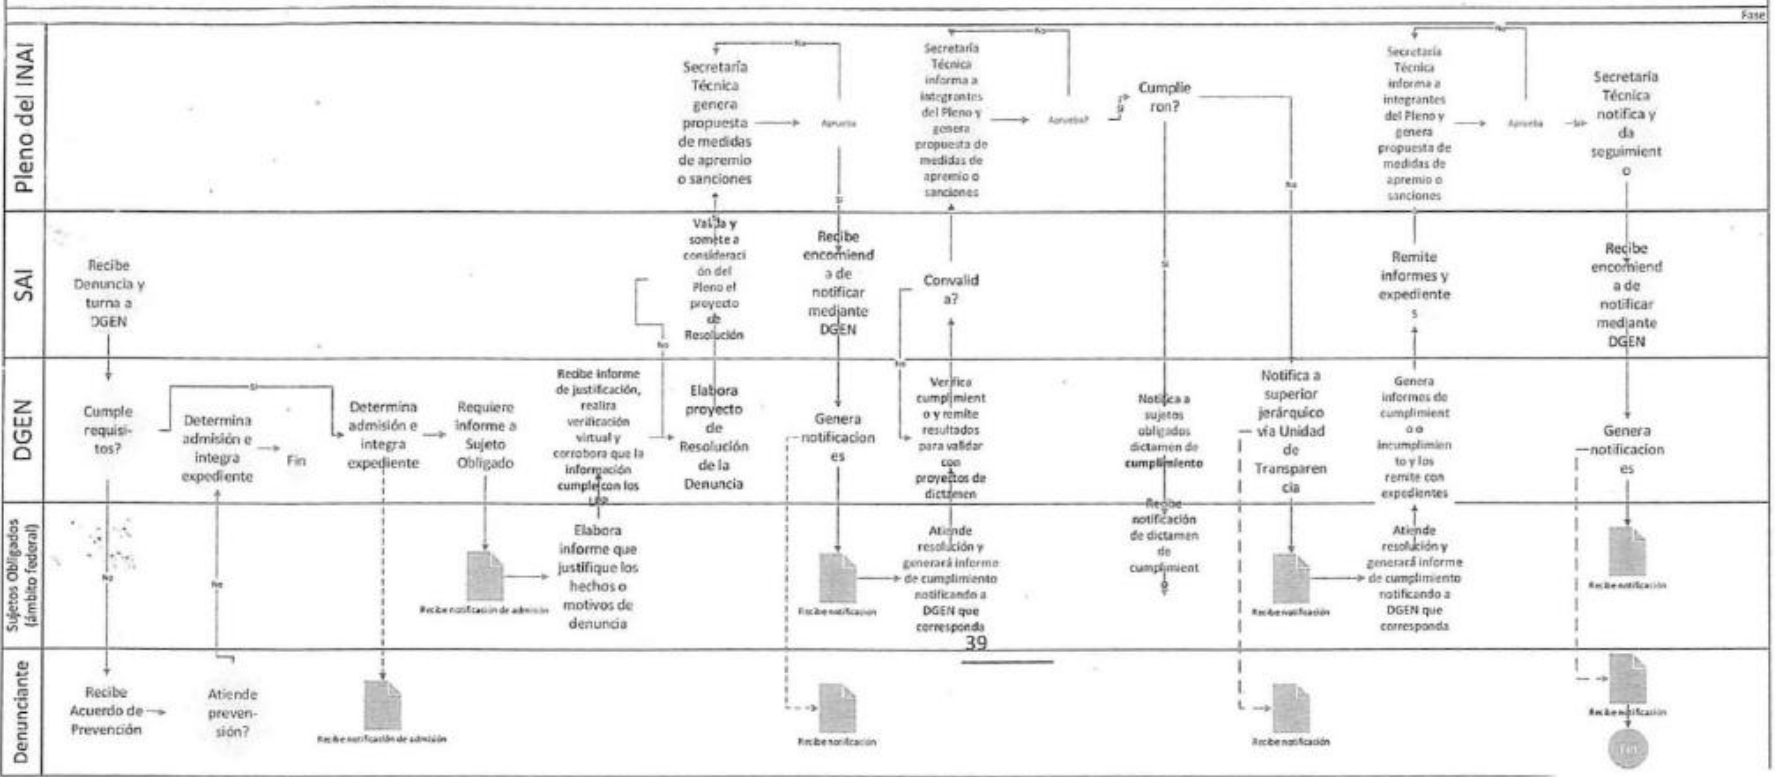 Fase
Pleno del INAI
Secretaría
Técnica
genera
propuesta
de medidas
de apremio
o sanciones
No
Aprueba
Si
Secretaría
Técnica
informa a
integrantes
del Pleno y
genera
propuesta de
medidas de
apremio o
sanciones
No
Aprueba?
Si
Cumplie
ron?
No
Si
Secretaría
Técnica
informa a
integrantes
del Pleno y
genera
propuesta de
medidas de
apremio o
sanciones
No
Aprueba
Si
Secretaría
Técnica
notifica y
da
seguimient
o
SAI
Recibe
Denuncia y
turna a
DGEN
Valida y
somete a
consideraci
ón del
Pleno el
proyecto
de
Resolución
No
Recibe
encomiend
a de
notificar
mediante
DGEN
Convalid
a?
No
Remite
informes y
expediente
s
Recibe
encomiend
a de
notificar
mediante
DGEN
DGEN
Cumple
requisi-
tos?
Si
Determina
admisión e
integra
expediente
Fin
Determina
admisión e
integra
expediente
Requiere
informe a
Sujeto
Obligado
Recibe informe
de justificación,
realiza
verificación
virtual y
corrobora que la
información
cumple con los
Elabora
proyecto
de
Resolución
de la
Denuncia
Genera
notificacion
es
Verifica
cumplimient
o y remite
resultados
para validar
con
proyectos de
dictamen
Notifica a
sujetos
obligados
dictamen de
cumplimiento
Notifica a
superior
jerárquico
vía Unidad
de
Transparen
cia
Genera
informes de
cumplimient
o o
incumplimien
to y los
remite con
expedientes
Genera
notificacion
es
Sujetos Obligados
(ámbito federal)
No
No
Recibe notificación de admisión
Elabora
informe que
justifique los
hechos o
motivos de
denuncia
Recibe notificación
Atiende
resolución y
generará informe
de cumplimiento
notificando a
DGEN que
corresponda
39
Recibe
notificación
de dictamen
de
cumplimient
o
Recibe notificación
Atiende
resolución y
generará informe
de cumplimiento
notificando a
DGEN que
corresponda
Recibe notificación
Denunciante
Recibe
Acuerdo de
Prevención
Atiende
preven-
sión?
Recibe notificación de admisión
Recibe notificación
Recibe notificación
Recibe notificación
Fin